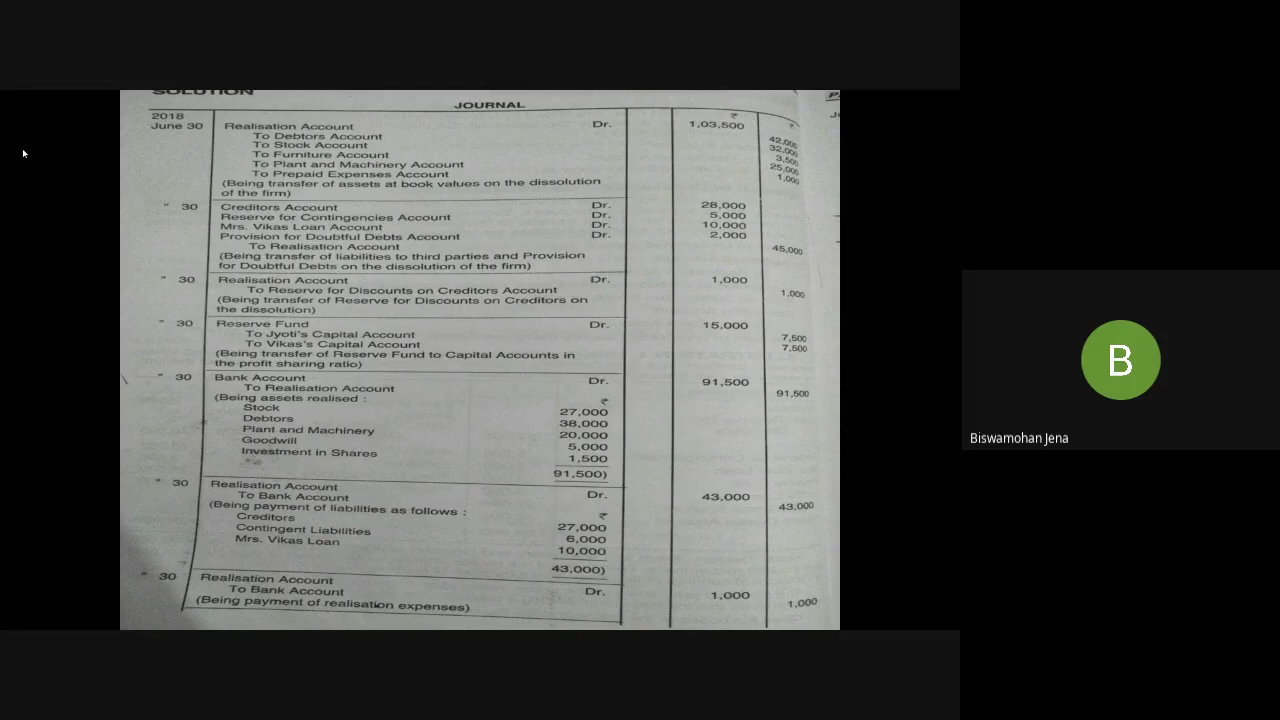 SOLUTION
JOURNAL
2018 ₹ ₹
June 30 Realisation Account Dr. 1,03,500
To Debtors Account 42,000
To Stock Account 32,000
To Furniture Account 3,500
To Plant and Machinery Account 25,000
To Prepaid Expenses Account 1,000
(Being transfer of assets at book values on the dissolution
of the firm)
" 30 Creditors Account Dr. 28,000
Reserve for Contingencies Account Dr. 5,000
Mrs. Vikas Loan Account Dr. 10,000
Provision for Doubtful Debts Account Dr. 2,000
To Realisation Account 45,000
(Being transfer of liabilities to third parties and Provision
for Doubtful Debts on the dissolution of the firm)
" 30 Realisation Account Dr. 1,000
To Reserve for Discounts on Creditors Account 1,000
(Being transfer of Reserve for Discounts on Creditors on
the dissolution)
" 30 Reserve Fund Dr. 15,000
To Jyoti's Capital Account 7,500
To Vikas's Capital Account 7,500
(Being transfer of Reserve Fund to Capital Accounts in
the profit sharing ratio)
" 30 Bank Account Dr. 91,500
To Realisation Account 91,500
(Being assets realised : ₹
Stock 27,000
Debtors 38,000
Plant and Machinery 20,000
Goodwill 5,000
Investment in Shares 1,500
91,500)
" 30 Realisation Account Dr. 43,000
To Bank Account 43,000
(Being payment of liabilities as follows : ₹
Creditors 27,000
Contingent Liabilities 6,000
Mrs. Vikas Loan 10,000
43,000)
" 30 Realisation Account Dr. 1,000
To Bank Account 1,000
(Being payment of realisation expenses)
B
Biswamohan Jena